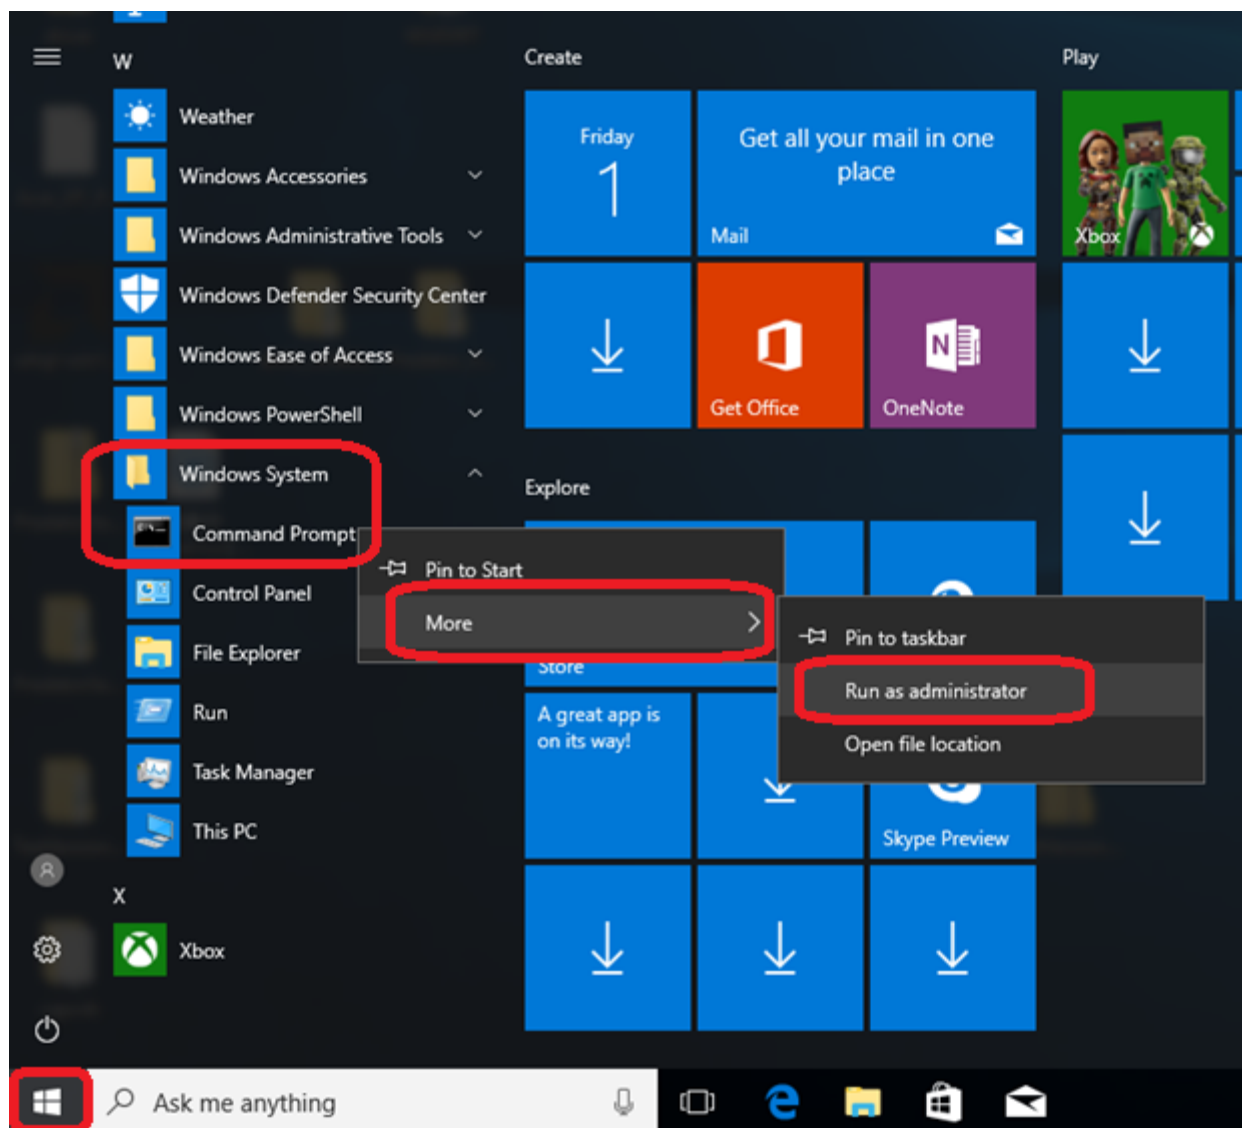 W
Weather
Windows Accessories
Windows Administrative Tools
Windows Defender Security Center
Windows Ease of Access
Windows PowerShell
Windows System
Command Prompt
Control Panel
File Explorer
Run
Task Manager
This PC
X
Xbox
Pin to Start
More
Pin to taskbar
Run as administrator
Open file location
Create
Friday
1
Get all your mail in one
place
Mail
Get Office
N
OneNote
Explore
Store
A great app is
on its way!
Skype Preview
Play
Xbox
Ask me anything